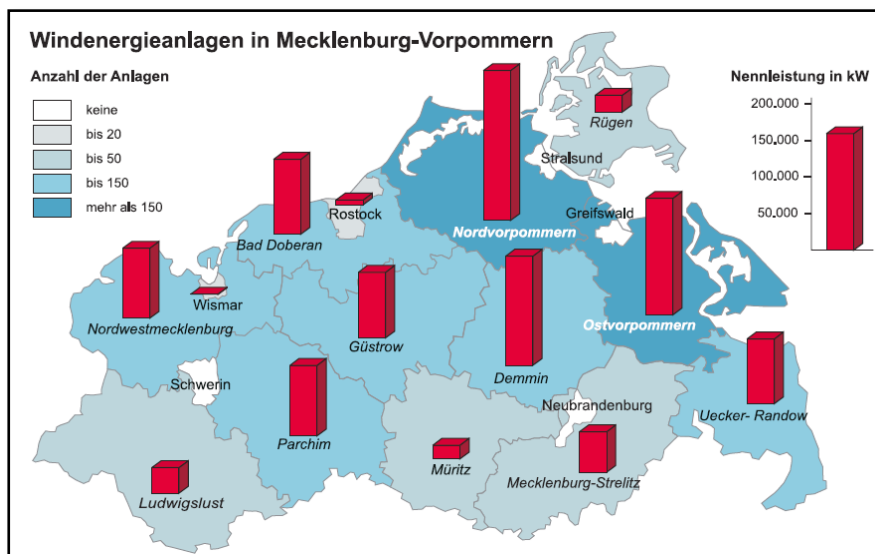 Windenergieanlagen in Mecklenburg-Vorpommern
Anzahl der Anlagen
keine
bis 20
bis 50
bis 150
mehr als 150
Nennleistung in kW
200.000
150.000
100.000
50.000
Rügen
Stralsund
Rostock
Bad Doberan
Nordvorpommern
Greifswald
Wismar
Nordwestmecklenburg
Güstrow
Ostvorpommern
Demmin
Schwerin
Neubrandenburg
Uecker- Randow
Parchim
Müritz
Mecklenburg-Strelitz
Ludwigslust